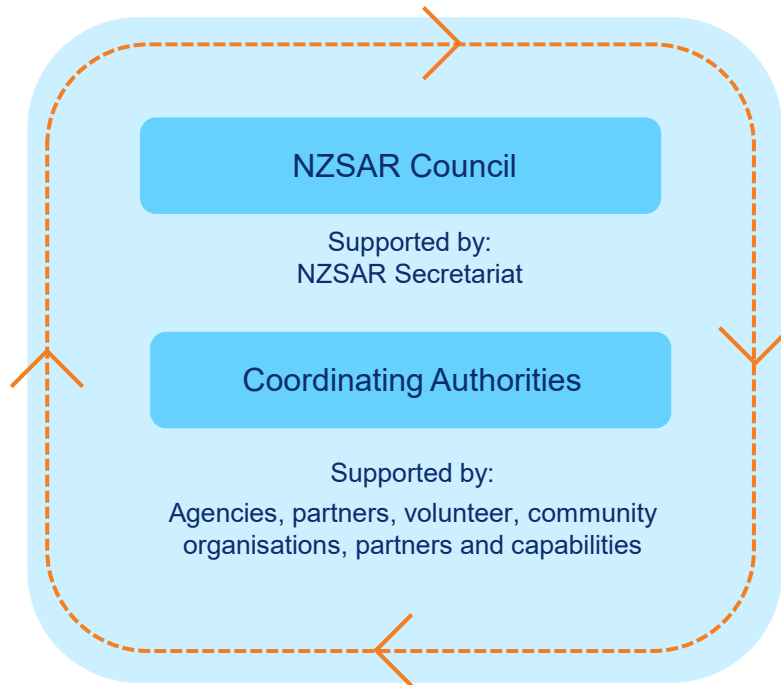 NZSAR Council
Supported by:
NZSAR Secretariat
Coordinating Authorities
Supported by:
Agencies, partners, volunteer, community
organisations, partners and capabilities